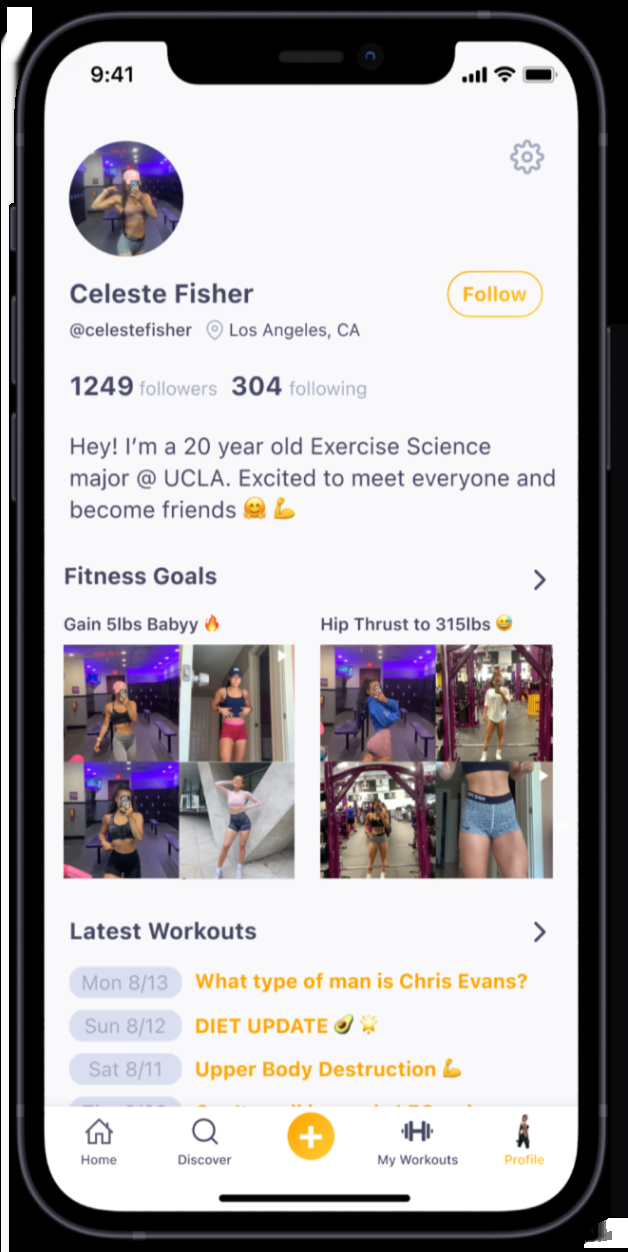 9:41
Celeste Fisher
Follow
@celestefisher Los Angeles, CA
1249 followers 304 following
Hey! I'm a 20 year old Exercise Science
major @ UCLA. Excited to meet everyone and
become friends 🤗 💪
Fitness Goals
Gain 5lbs Babyy 🔥
Hip Thrust to 315lbs 😅
Latest Workouts
Mon 8/13 What type of man is Chris Evans?
Sun 8/12 DIET UPDATE 🥑 🌟
Sat 8/11 Upper Body Destruction 💪
Home
Discover
My Workouts
Profile